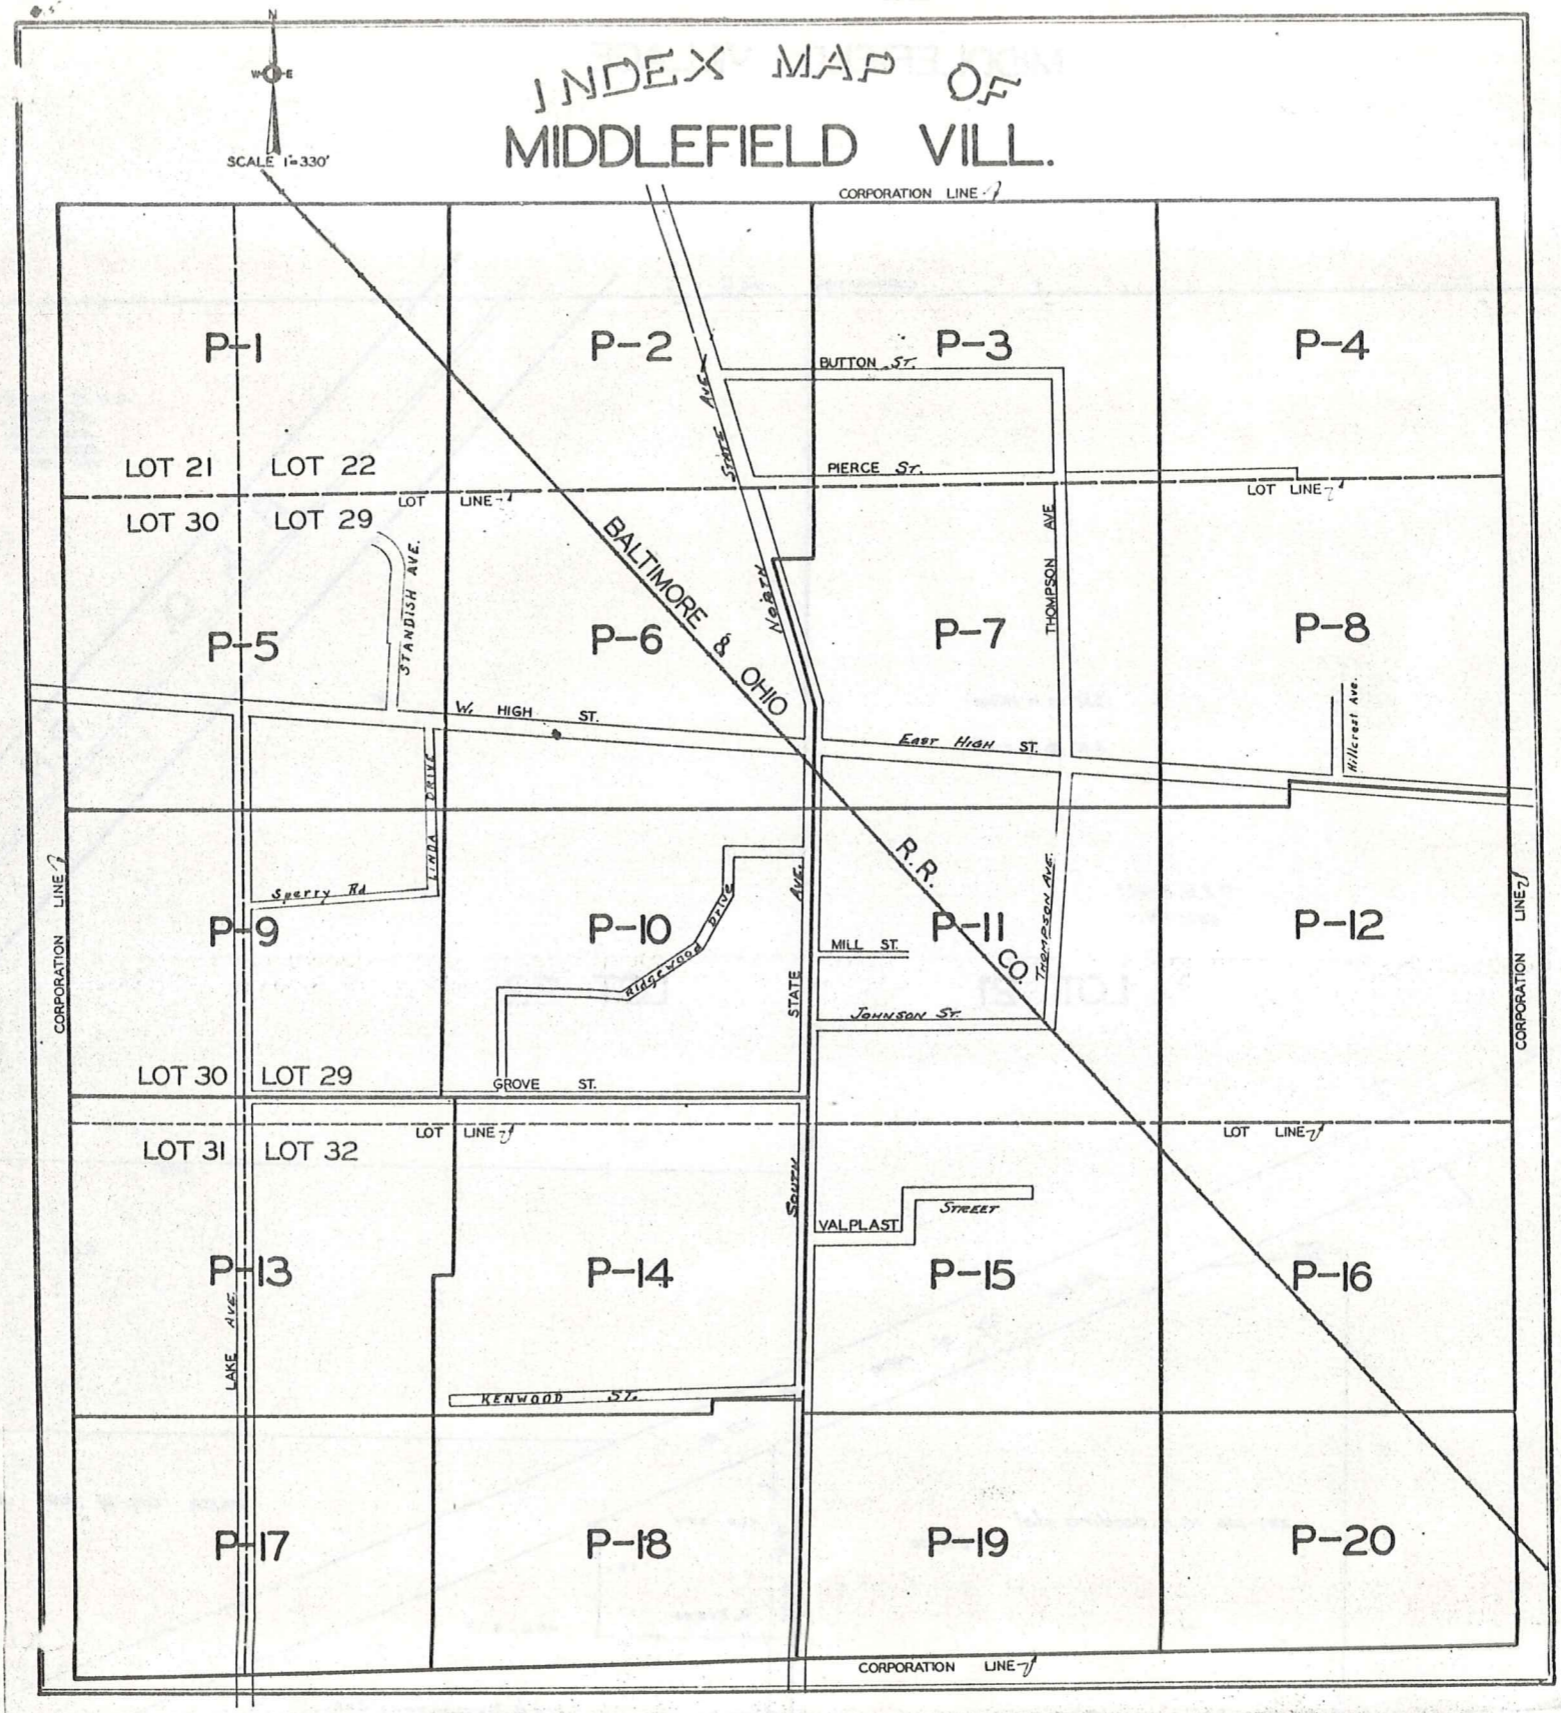 N
W E
SCALE 1"=330'
INDEX MAP OF
MIDDLEFIELD VILL.
CORPORATION LINE
P-1
P-2
P-3
P-4
BUTTON ST.
STATE AVE
PIERCE ST.
LOT 21
LOT 22
LOT LINE
LOT LINE
LOT 30
LOT 29
STANDISH AVE.
BALTIMORE & OHIO
NORTH
THOMPSON AVE
P-5
P-6
P-7
P-8
Hillcrest Ave.
W. HIGH ST.
EAST HIGH ST.
LINDA DRIVE
Sperry Rd
CORPORATION LINE
P-9
P-10
Ridgewood Drive
STATE AVE.
R.R. CO.
P-11
MILL ST.
THOMPSON AVE.
JOHNSON ST.
P-12
CORPORATION LINE
CORPORATION LINE
LOT 30
LOT 29
GROVE ST.
LOT LINE
LOT LINE
LOT 31
LOT 32
SOUTH
VALPLAST
STREET
P-13
P-14
P-15
P-16
LAKE AVE.
KENWOOD ST.
P-17
P-18
P-19
P-20
CORPORATION LINE